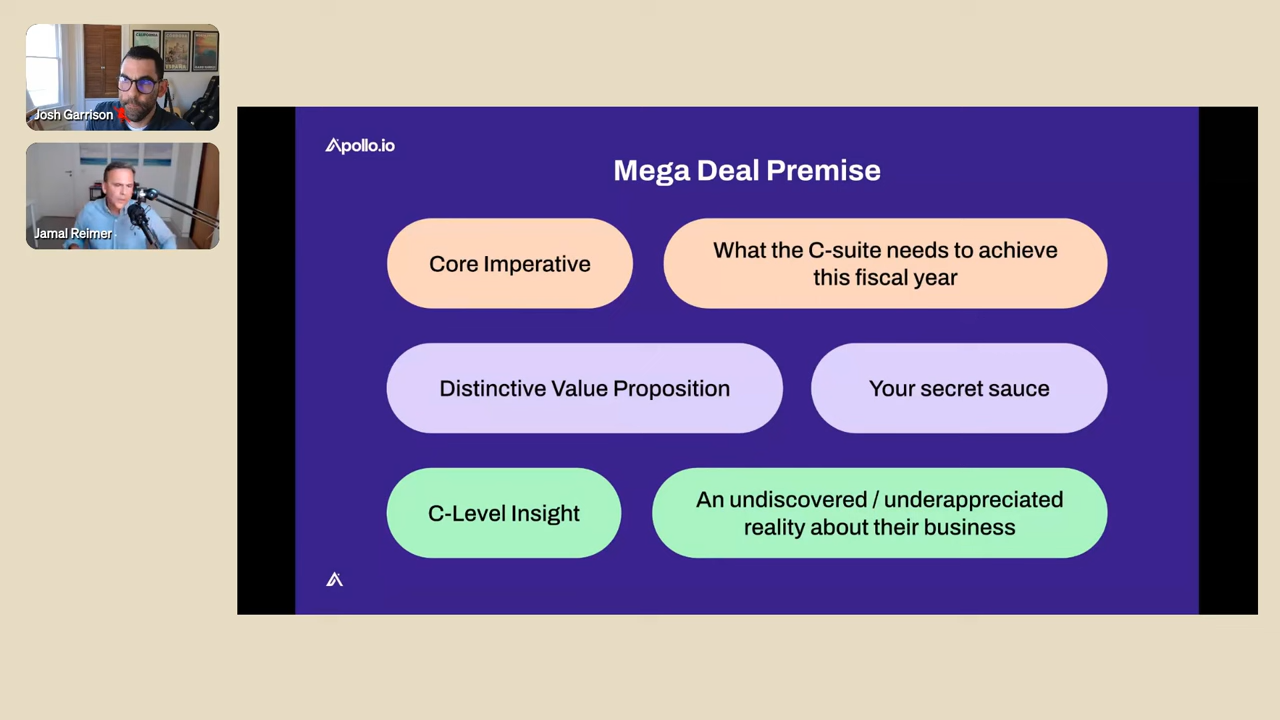 Josh Garrison
Jamal Reimer
Apollo.io
Mega Deal Premise
Core Imperative
What the C-suite needs to achieve
this fiscal year
Distinctive Value Proposition
Your secret sauce
C-Level Insight
An undiscovered / underappreciated
reality about their business